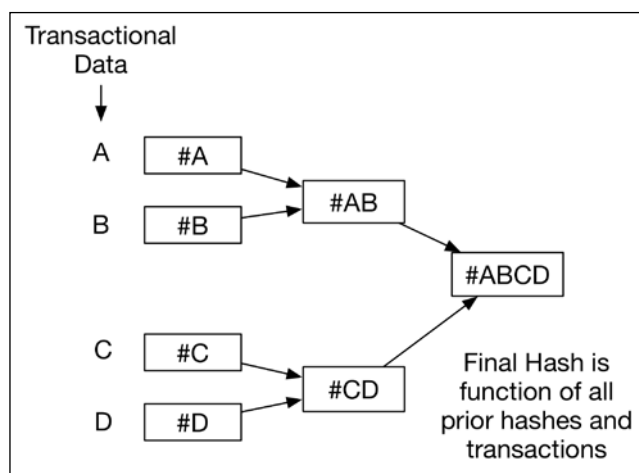 Transactional
Data
A
#A
#AB
B
#B
#ABCD
C
#C
#CD
D
#D
Final Hash is
function of all
prior hashes and
transactions